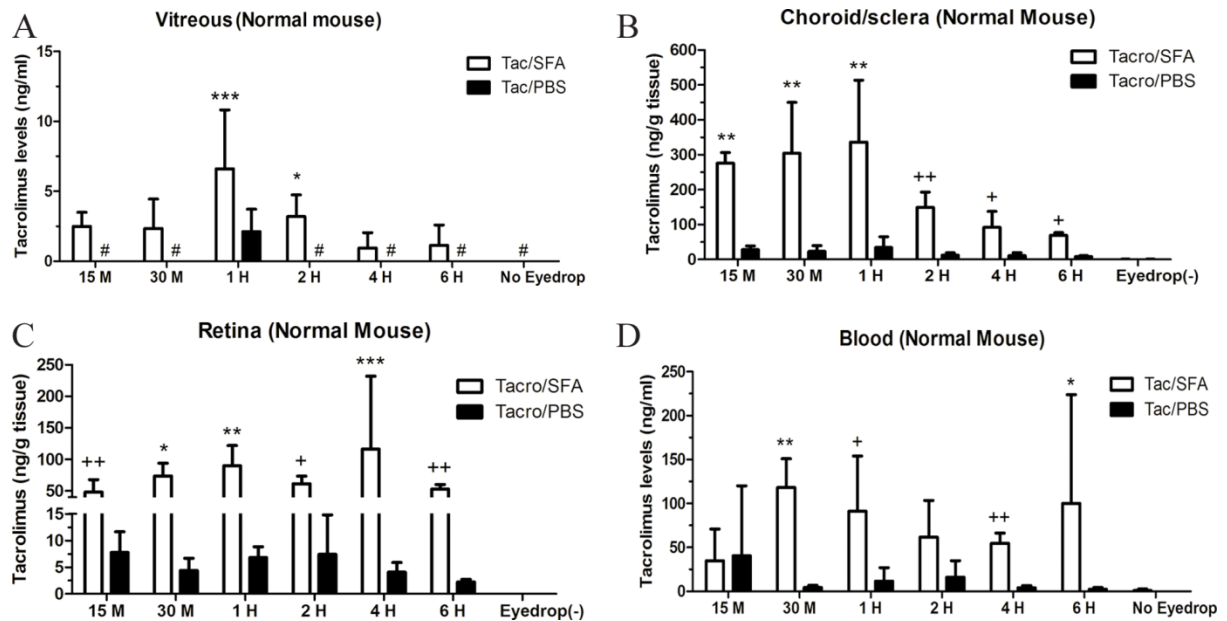 A
Vitreous (Normal mouse)
Tacrolimus levels (ng/ml)
15
10
5
0
Tac/SFA
Tac/PBS
***
*
# # # # # #
15 M 30 M 1 H 2 H 4 H 6 H No Eyedrop
B
Choroid/sclera (Normal Mouse)
Tacrolimus (ng/g tissue)
600
500
400
300
200
100
0
Tacro/SFA
Tacro/PBS
** ** ** ++ + +
15 M 30 M 1 H 2 H 4 H 6 H Eyedrop(-)
C
Retina (Normal Mouse)
Tacrolimus (ng/g tissue)
250
200
150
100
50
15
10
5
0
Tacro/SFA
Tacro/PBS
++ * ** + *** ++
15 M 30 M 1 H 2 H 4 H 6 H Eyedrop(-)
D
Blood (Normal Mouse)
Tacrolimus levels (ng/ml)
250
200
150
100
50
0
Tac/SFA
Tac/PBS
** + ++ *
15 M 30 M 1 H 2 H 4 H 6 H No Eyedrop